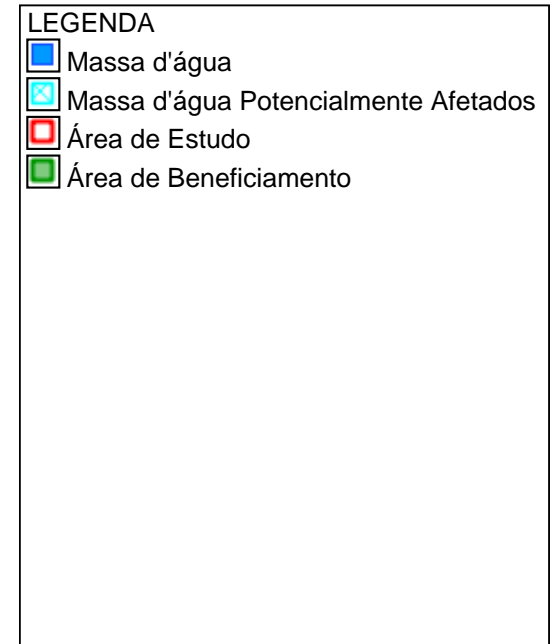 LEGENDA
Massa d'água
Massa d'água Potencialmente Afetados
Área de Estudo
Área de Beneficiamento